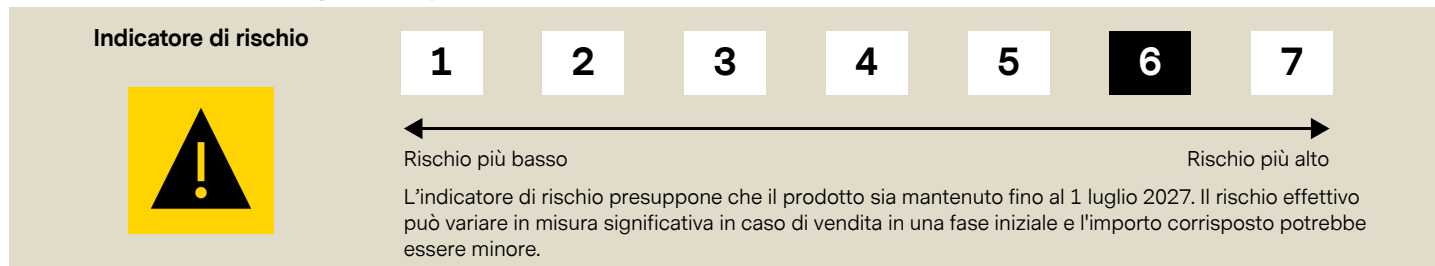 Indicatore di rischio
1 2 3 4 5 6 7
Rischio più basso Rischio più alto
L'indicatore di rischio presuppone che il prodotto sia mantenuto fino al 1 luglio 2027. Il rischio effettivo
può variare in misura significativa in caso di vendita in una fase iniziale e l'importo corrisposto potrebbe
essere minore.